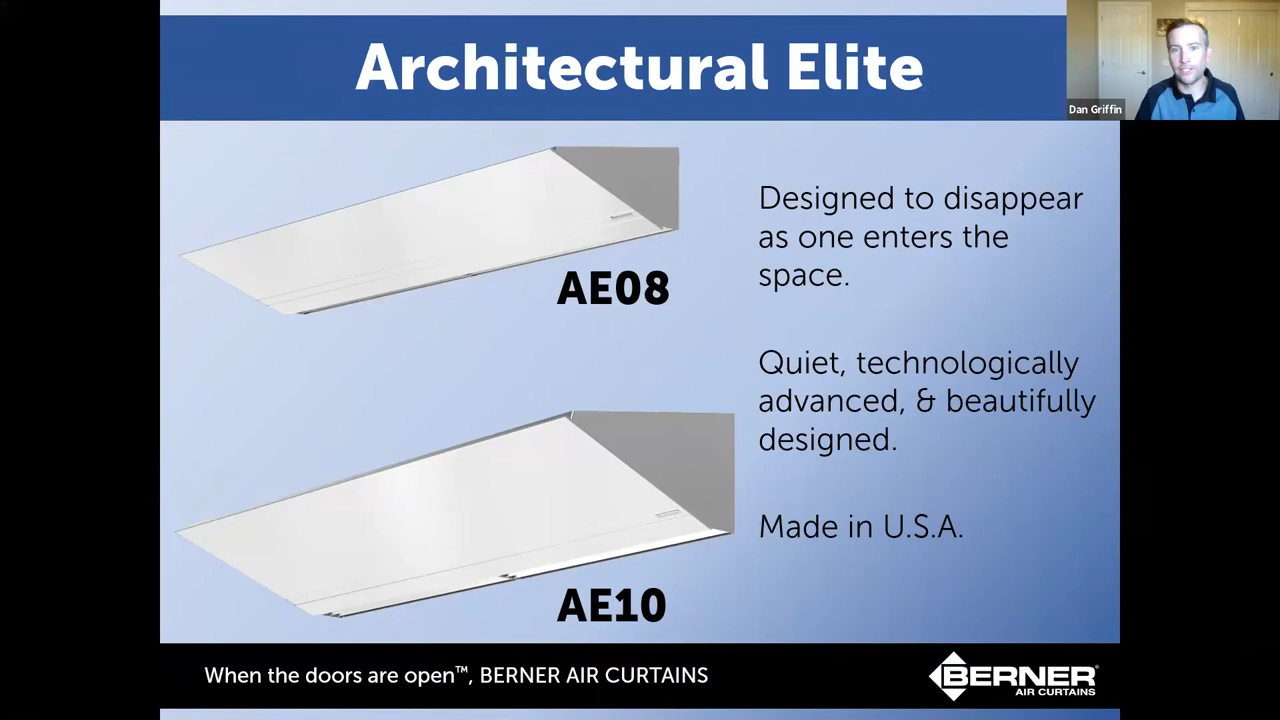 Architectural Elite
Dan Griffin
AE08
Designed to disappear
as one enters the
space.
Quiet, technologically
advanced, & beautifully
designed.
Made in U.S.A.
AE10
When the doors are open™, BERNER AIR CURTAINS
BERNER®
AIR CURTAINS